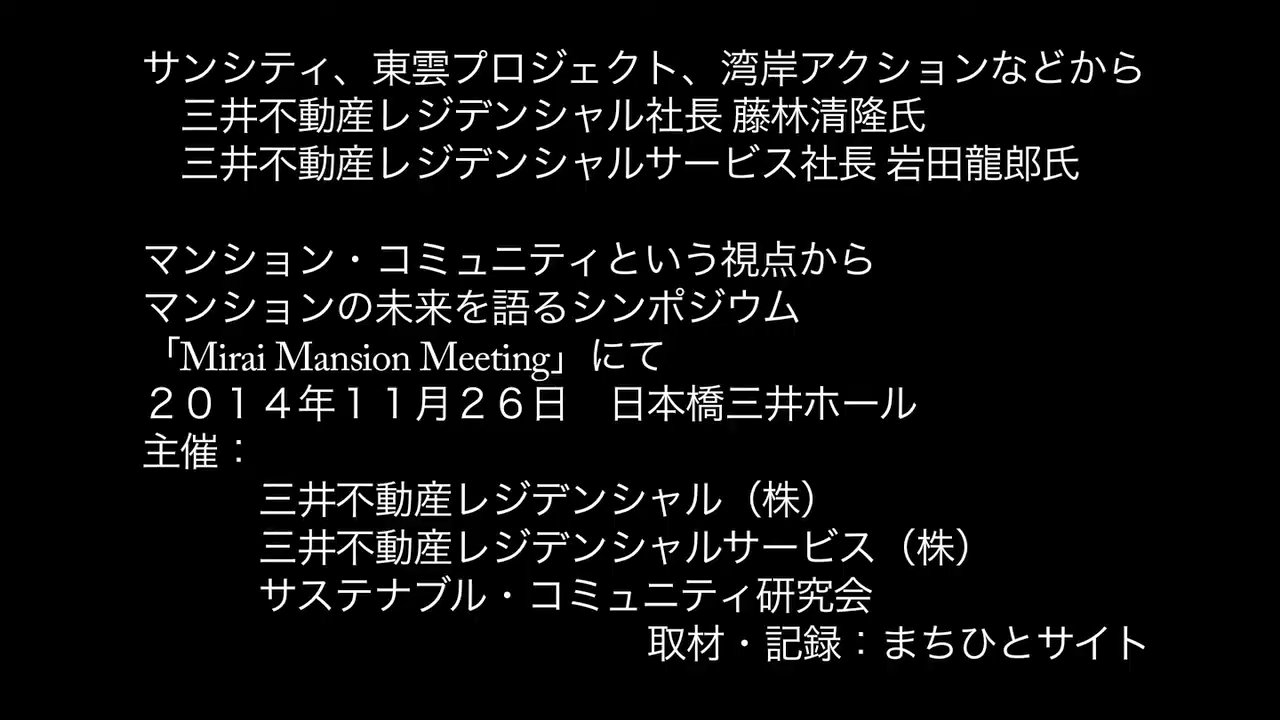 サンシティ、東雲プロジェクト、湾岸アクションなどから
三井不動産レジデンシャル社長 藤林清隆氏
三井不動産レジデンシャルサービス社長 岩田龍郎氏
マンション・コミュニティという視点から
マンションの未来を語るシンポジウム
「Mirai Mansion Meeting」にて
２０１４年１１月２６日　日本橋三井ホール
主催：
三井不動産レジデンシャル（株）
三井不動産レジデンシャルサービス（株）
サステナブル・コミュニティ研究会
取材・記録：まちひとサイト